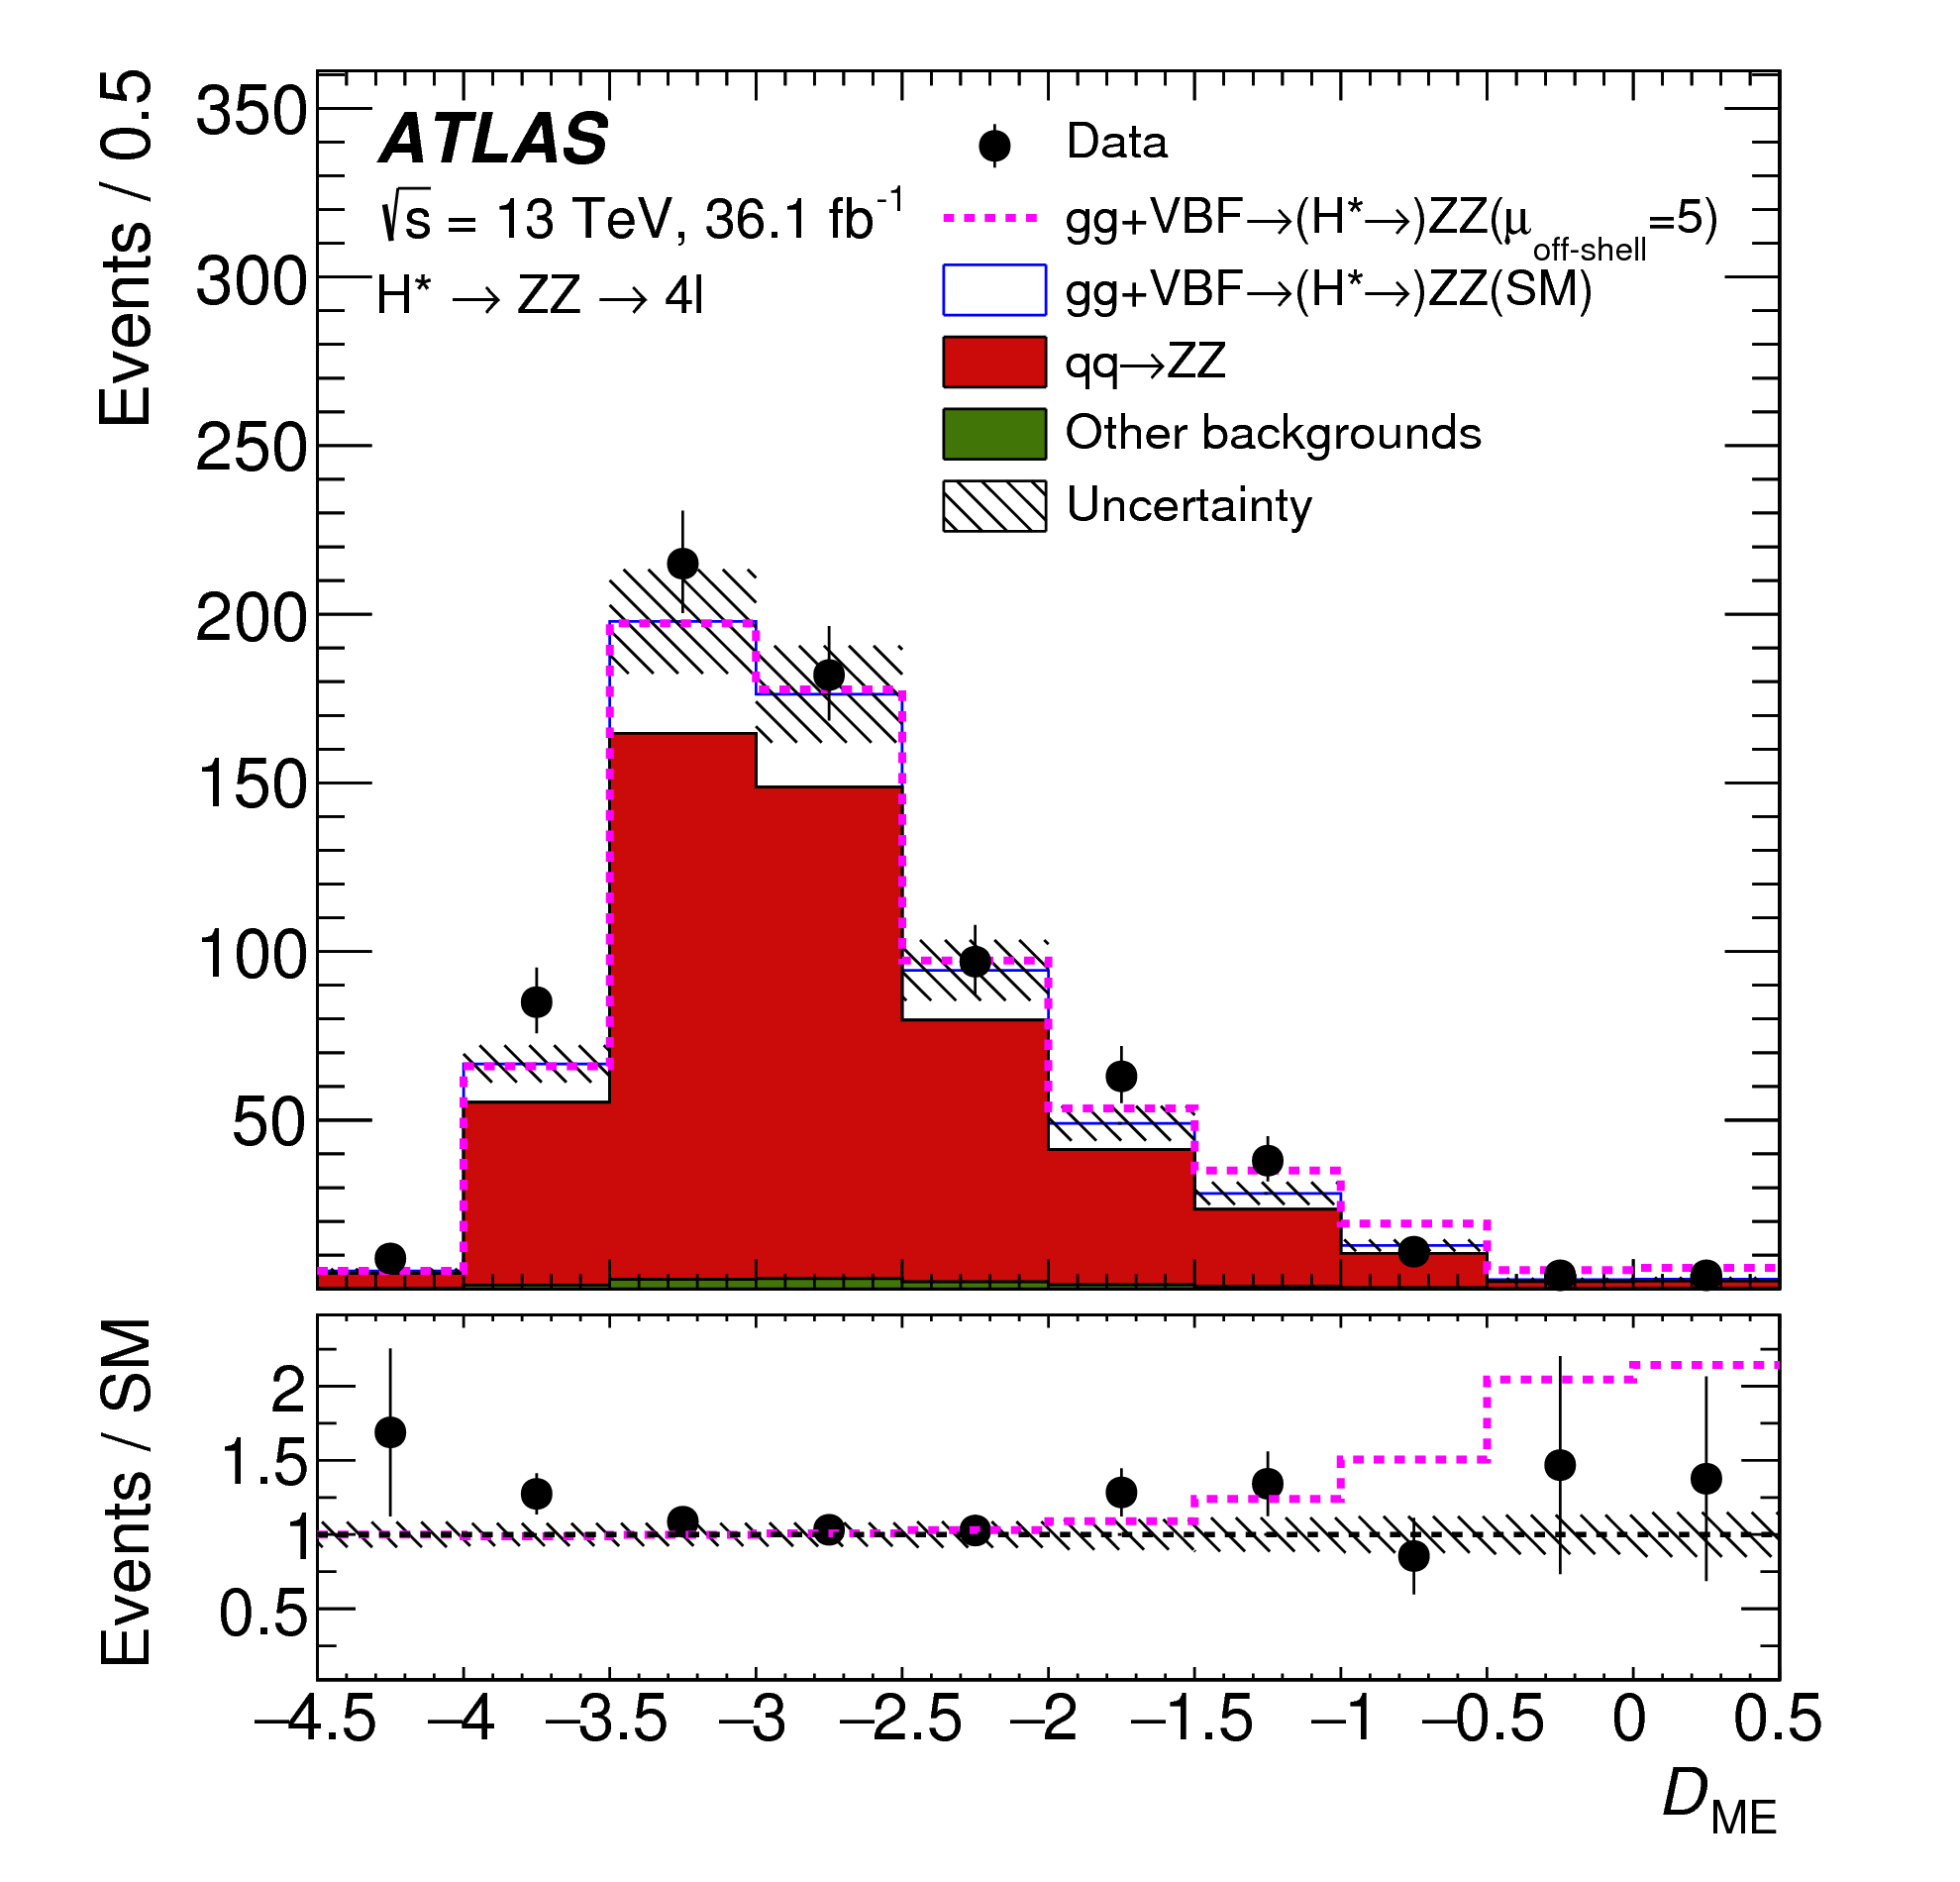 Events / 0.5
350
300
250
200
150
100
50
ATLAS
√s = 13 TeV, 36.1 fb⁻¹
H* → ZZ → 4l
Data
gg+VBF→(H*→)ZZ(μoff-shell=5)
gg+VBF→(H*→)ZZ(SM)
qq→ZZ
Other backgrounds
Uncertainty
Events / SM
2
1.5
1
0.5
−4.5 −4 −3.5 −3 −2.5 −2 −1.5 −1 −0.5 0 0.5
DME